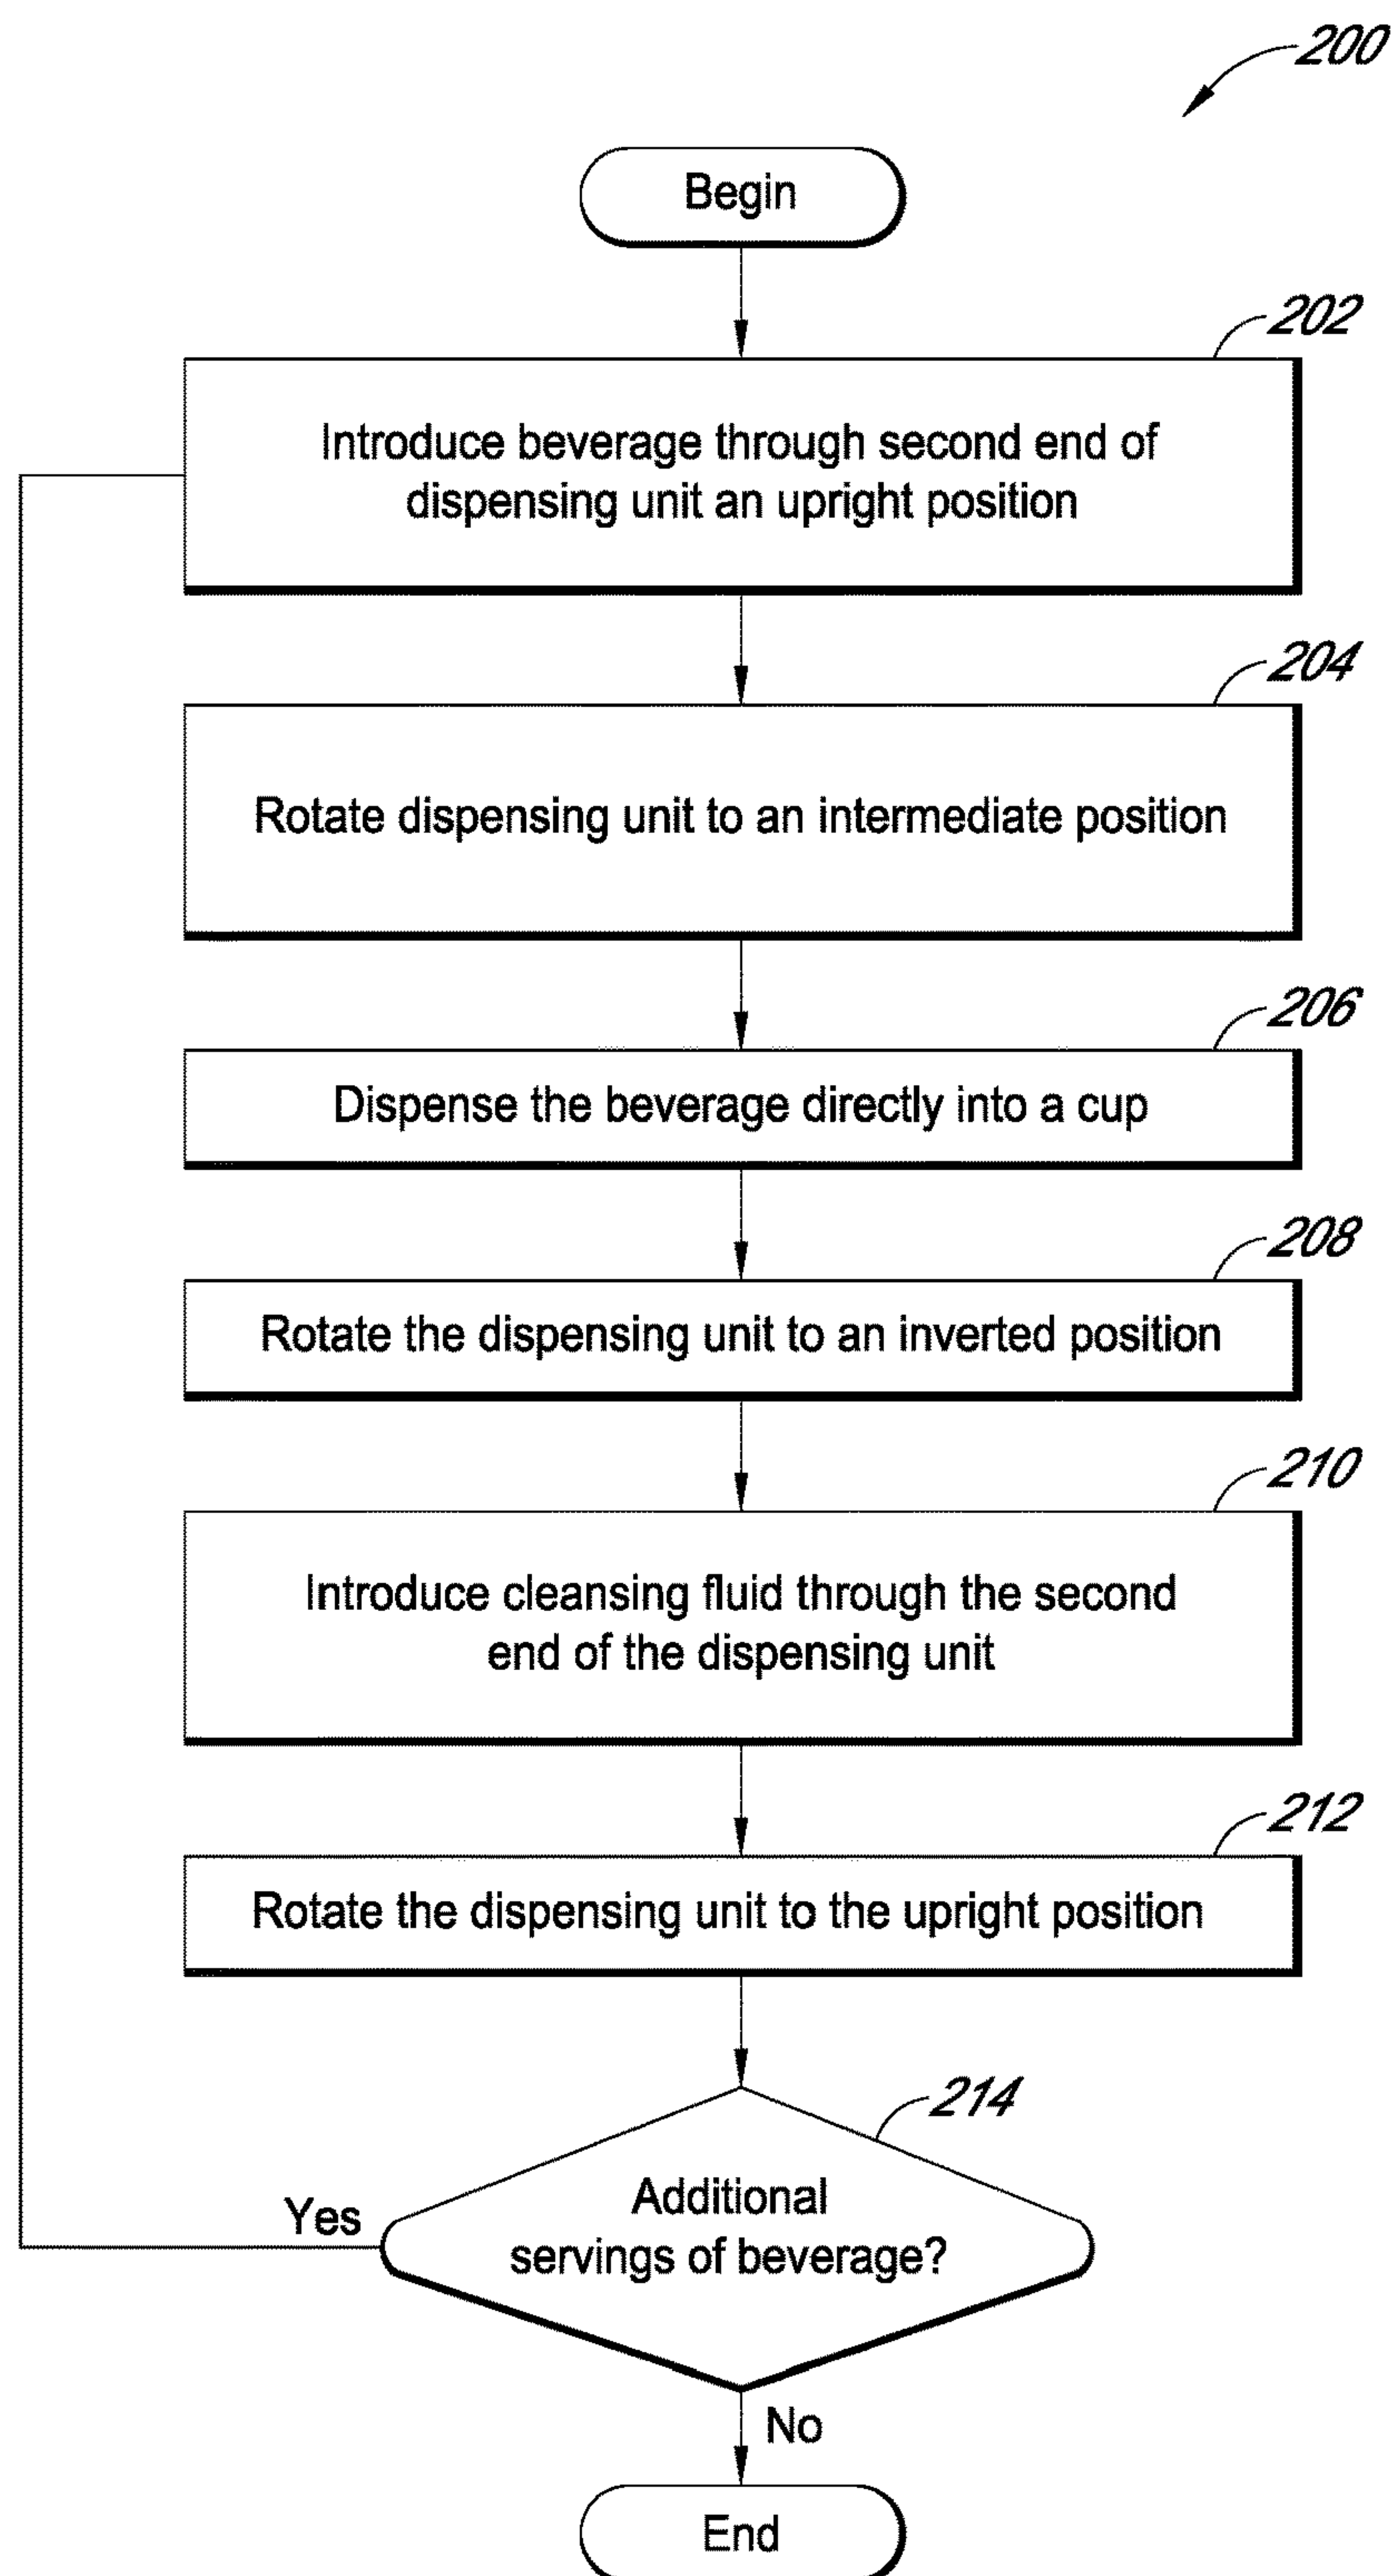 200
Begin
202
Introduce beverage through second end of
dispensing unit an upright position
204
Rotate dispensing unit to an intermediate position
206
Dispense the beverage directly into a cup
208
Rotate the dispensing unit to an inverted position
210
Introduce cleansing fluid through the second
end of the dispensing unit
212
Rotate the dispensing unit to the upright position
214
Additional
servings of beverage?
Yes
No
End